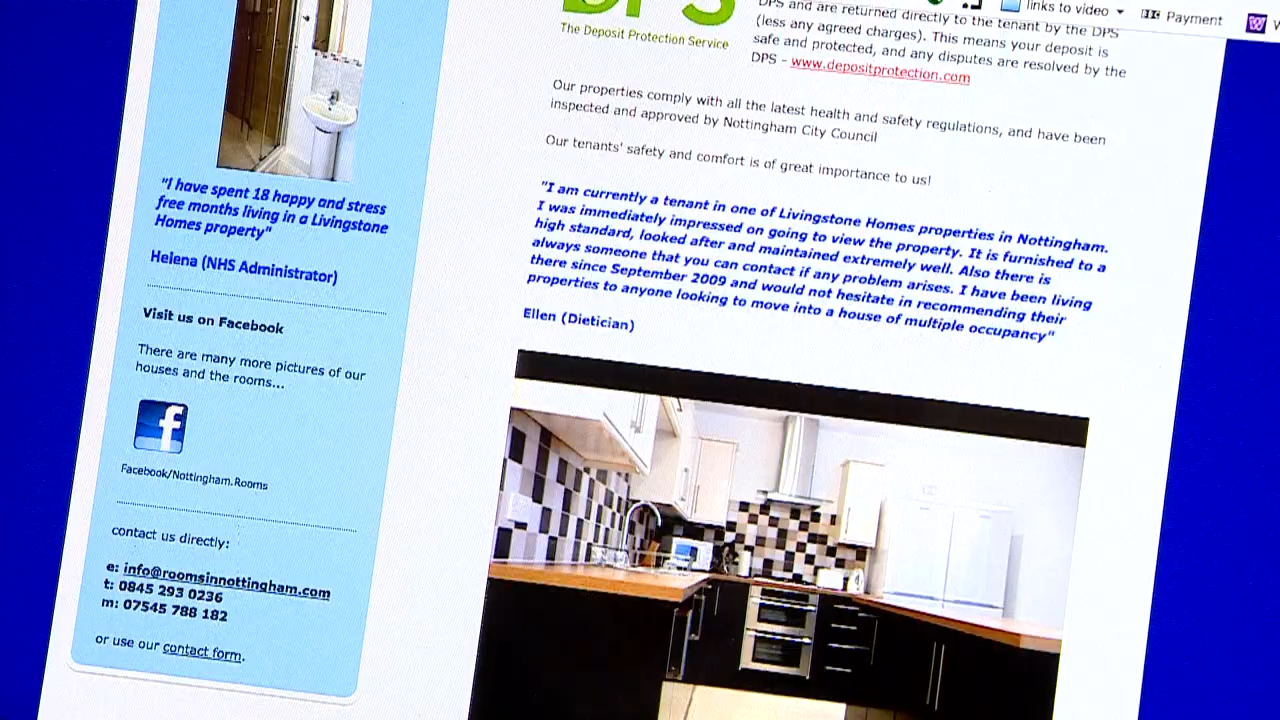 links to video
BBC Payment
DPS
The Deposit Protection Service
DPS and are returned directly to the tenant by the DPS
(less any agreed charges). This means your deposit is
safe and protected, and any disputes are resolved by the
DPS - www.depositprotection.com
Our properties comply with all the latest health and safety regulations, and have been
inspected and approved by Nottingham City Council
Our tenants' safety and comfort is of great importance to us!
"I am currently a tenant in one of Livingstone Homes properties in Nottingham.
I was immediately impressed on going to view the property. It is furnished to a
high standard, looked after and maintained extremely well. Also there is
always someone that you can contact if any problem arises. I have been living
there since September 2009 and would not hesitate in recommending their
properties to anyone looking to move into a house of multiple occupancy"
Ellen (Dietician)
"I have spent 18 happy and stress
free months living in a Livingstone
Homes property"
Helena (NHS Administrator)
Visit us on Facebook
There are many more pictures of our
houses and the rooms...
f
Facebook/Nottingham.Rooms
contact us directly:
e: info@roomsinnottingham.com
t: 0845 293 0236
m: 07545 788 182
or use our contact form.